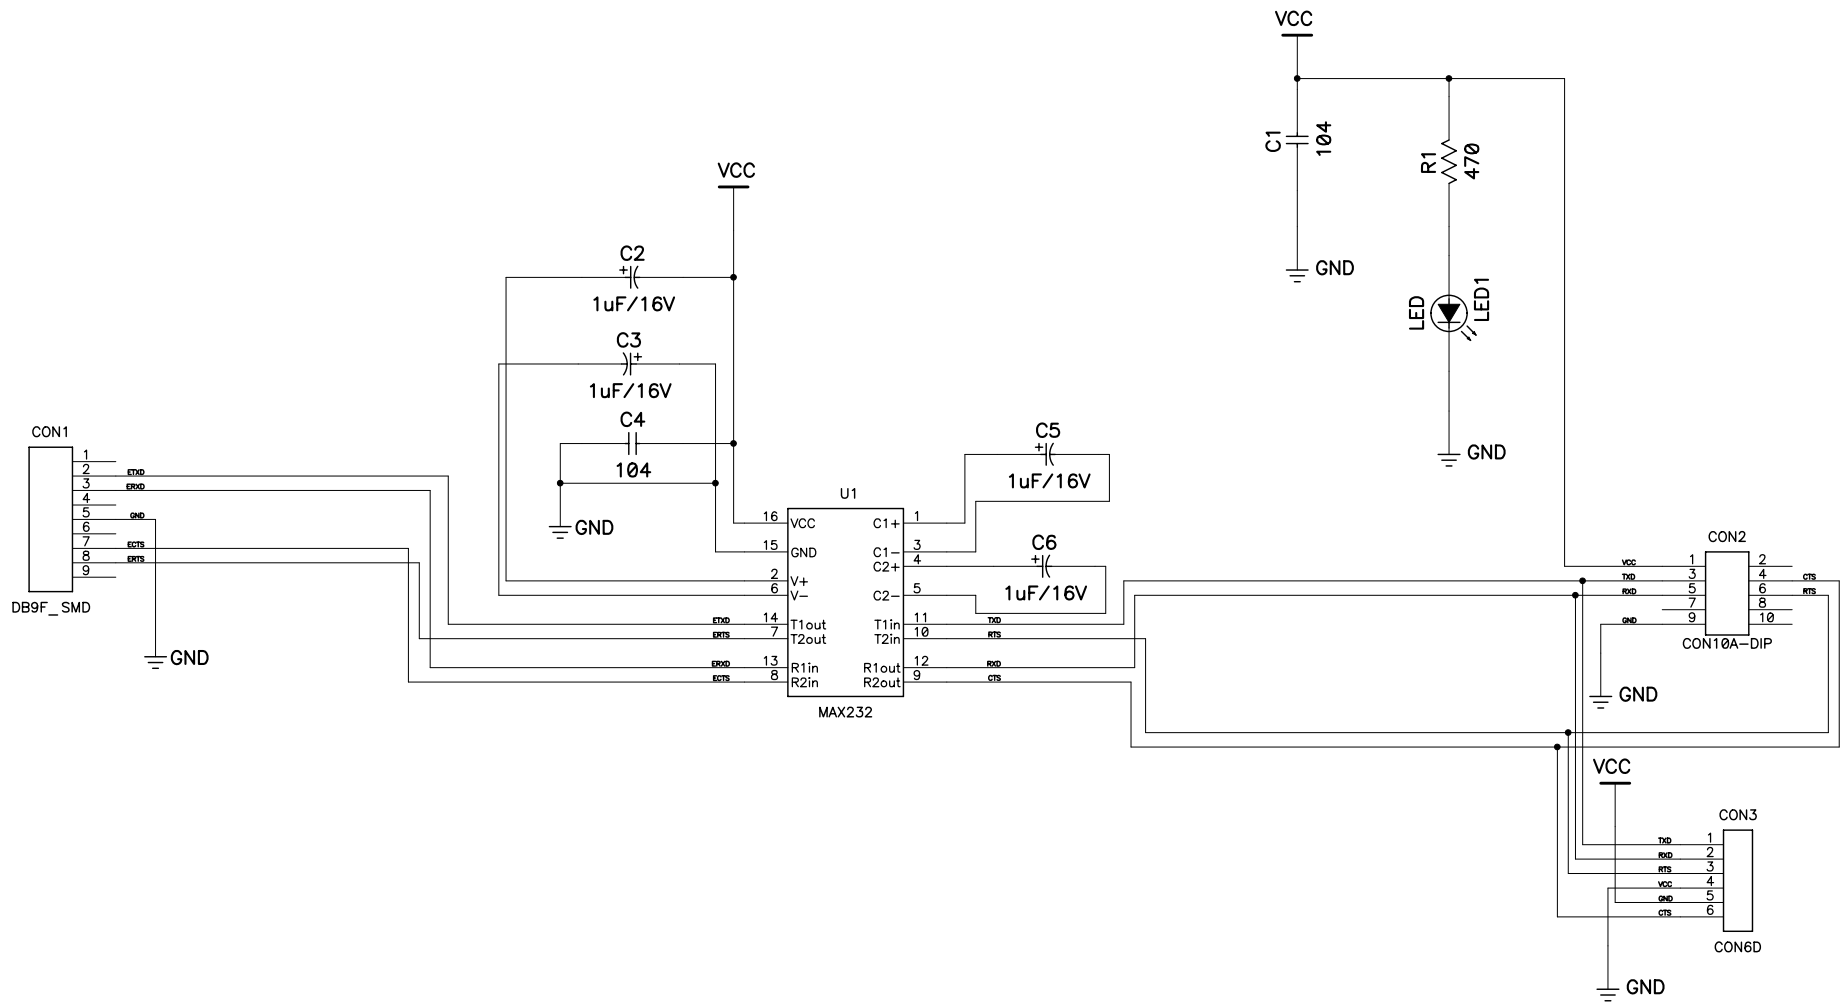 VCC
C1
104
R1
470
GND
LED
LED1
GND
VCC
C2
+
1uF/16V
C3
+
1uF/16V
C4
104
GND
CON1
1
2 ETXD
3 ERXD
4
5 GND
6
7 ECTS
8 ERTS
9
DB9F_SMD
GND
C5
+
1uF/16V
C6
+
1uF/16V
U1
16 VCC C1+ 1
15 GND C1- 3
C2+ 4
2 V+
6 V- C2- 5
ETXD 14 T1out T1in 11 TXD
ERTS 7 T2out T2in 10 RTS
ERXD 13 R1in R1out 12 RXD
ECTS 8 R2in R2out 9 CTS
MAX232
CON2
VCC 1 2
TXD 3 4 CTS
RXD 5 6 RTS
7 8
GND 9 10
CON10A-DIP
GND
VCC
CON3
TXD 1
RXD 2
RTS 3
VCC 4
GND 5
CTS 6
CON6D
GND